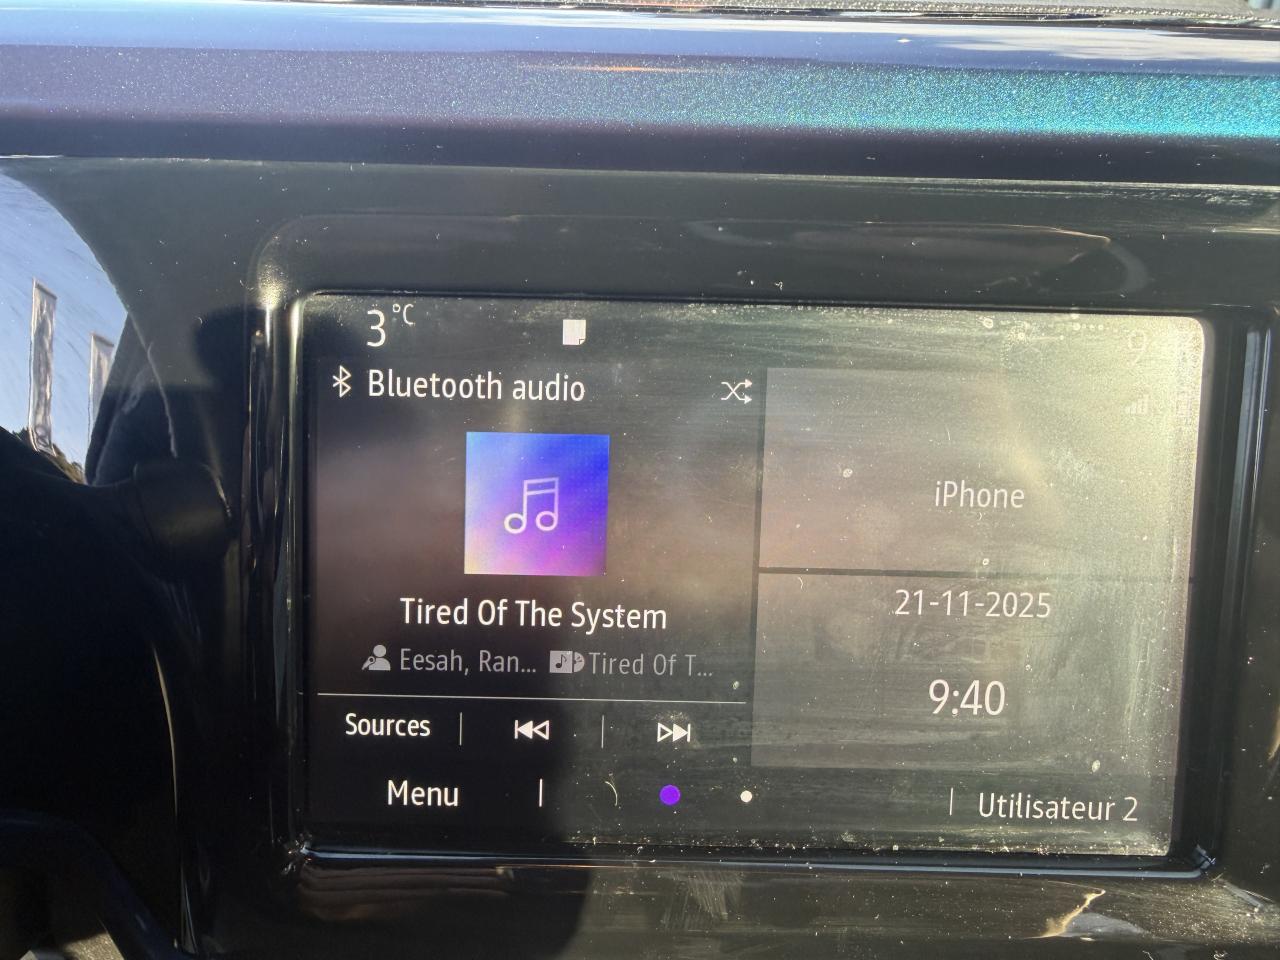 3°C
Bluetooth audio
iPhone
Tired Of The System
Eesah, Ran... Tired Of T...
21-11-2025
9:40
Sources
Menu
Utilisateur 2